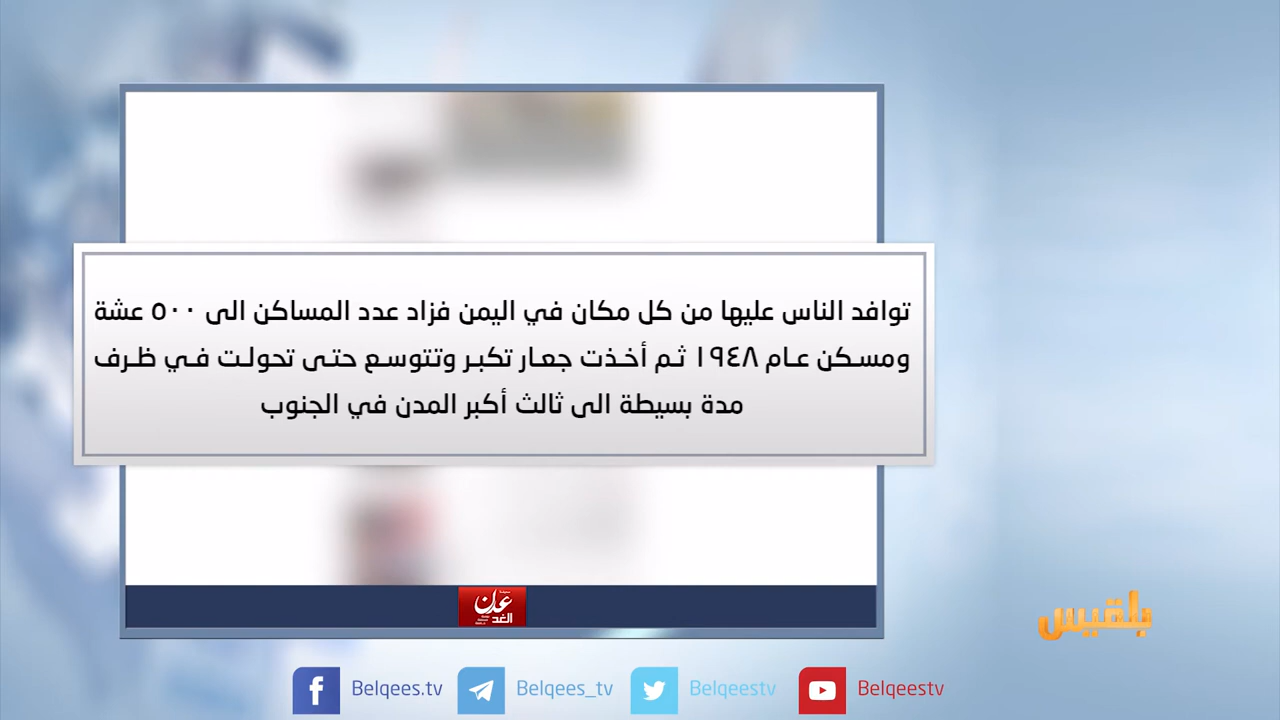 توافد الناس عليها من كل مكان في اليمن فزاد عدد المساكن الى ٥٠٠ عشة
ومسكن عام ١٩٤٨ ثم أخذت جعار تكبر وتتوسع حتى تحولت في ظرف
مدة بسيطة الى ثالث أكبر المدن في الجنوب
عدن
الغد
بلقيس
Belqees.tv
Belqees_tv
Belqeestv
Belqeestv